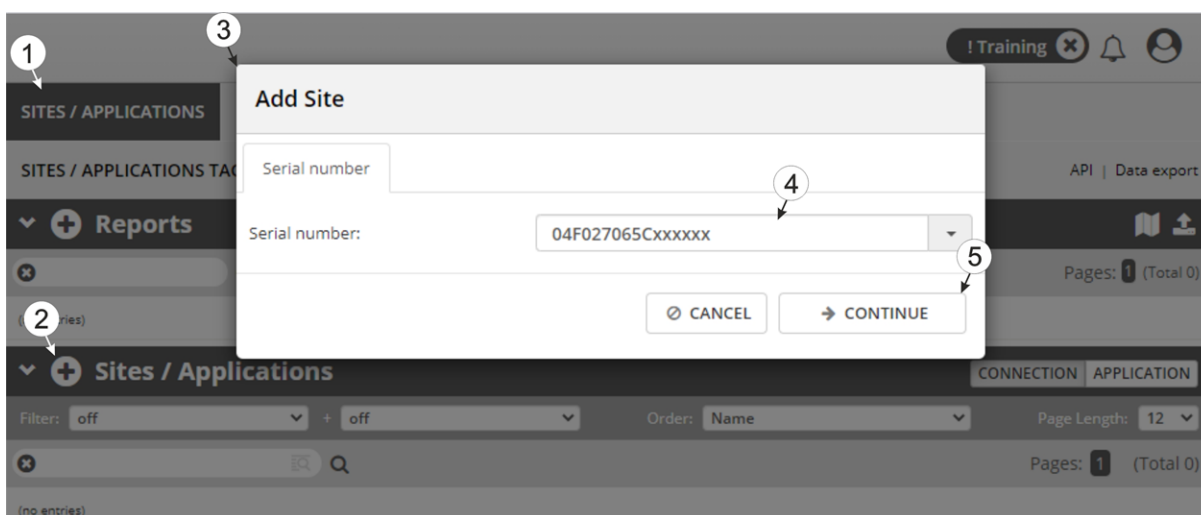 3
1
! Training
Add Site
SITES / APPLICATIONS
SITES / APPLICATIONS TAG
Serial number
4
API | Data export
Reports
Serial number:
04F027065Cxxxxxx
5
Pages: 1 (Total 0)
CANCEL
CONTINUE
2
ries)
Sites / Applications
CONNECTION
APPLICATION
Filter: off + off Order: Name Page Length: 12
Pages: 1 (Total 0)
(no entries)